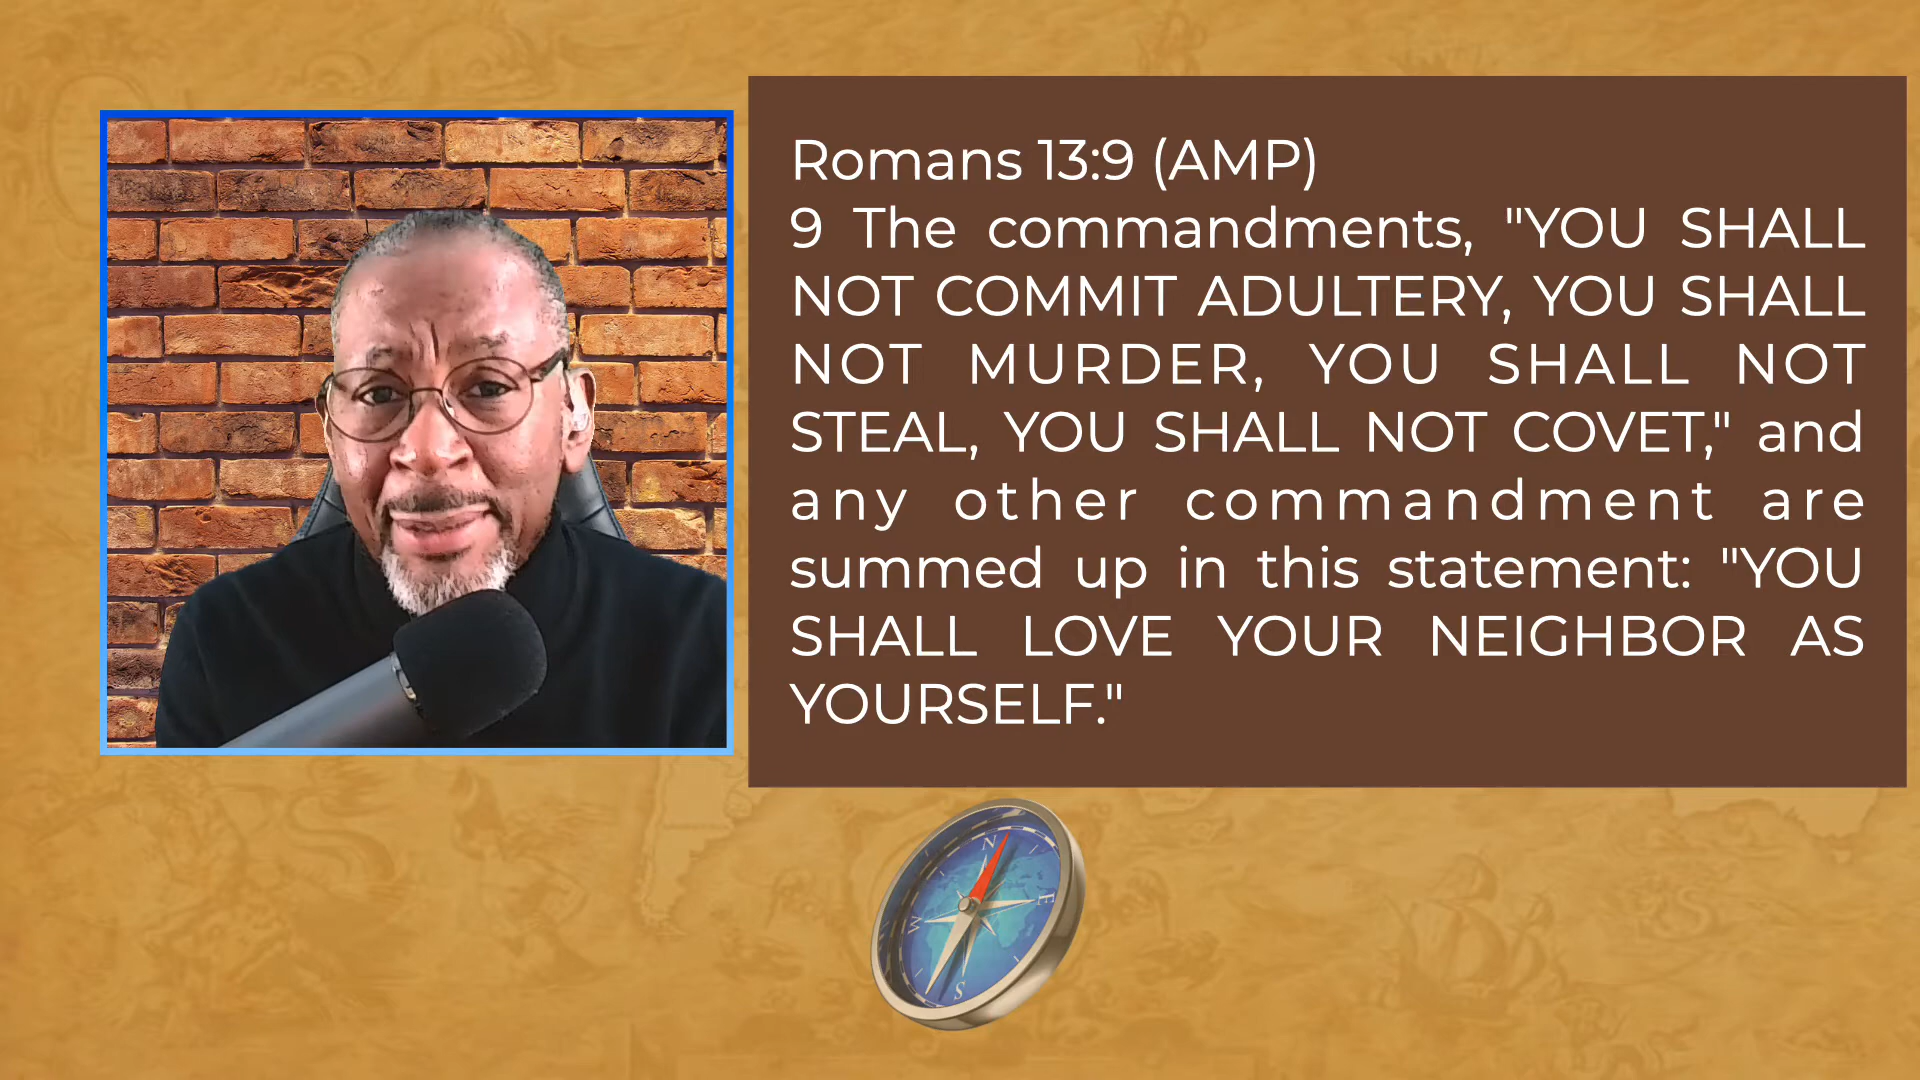 Romans 13:9 (AMP)
9 The commandments, "YOU SHALL
NOT COMMIT ADULTERY, YOU SHALL
NOT MURDER, YOU SHALL NOT
STEAL, YOU SHALL NOT COVET," and
any other commandment are
summed up in this statement: "YOU
SHALL LOVE YOUR NEIGHBOR AS
YOURSELF."
N
E
W
S